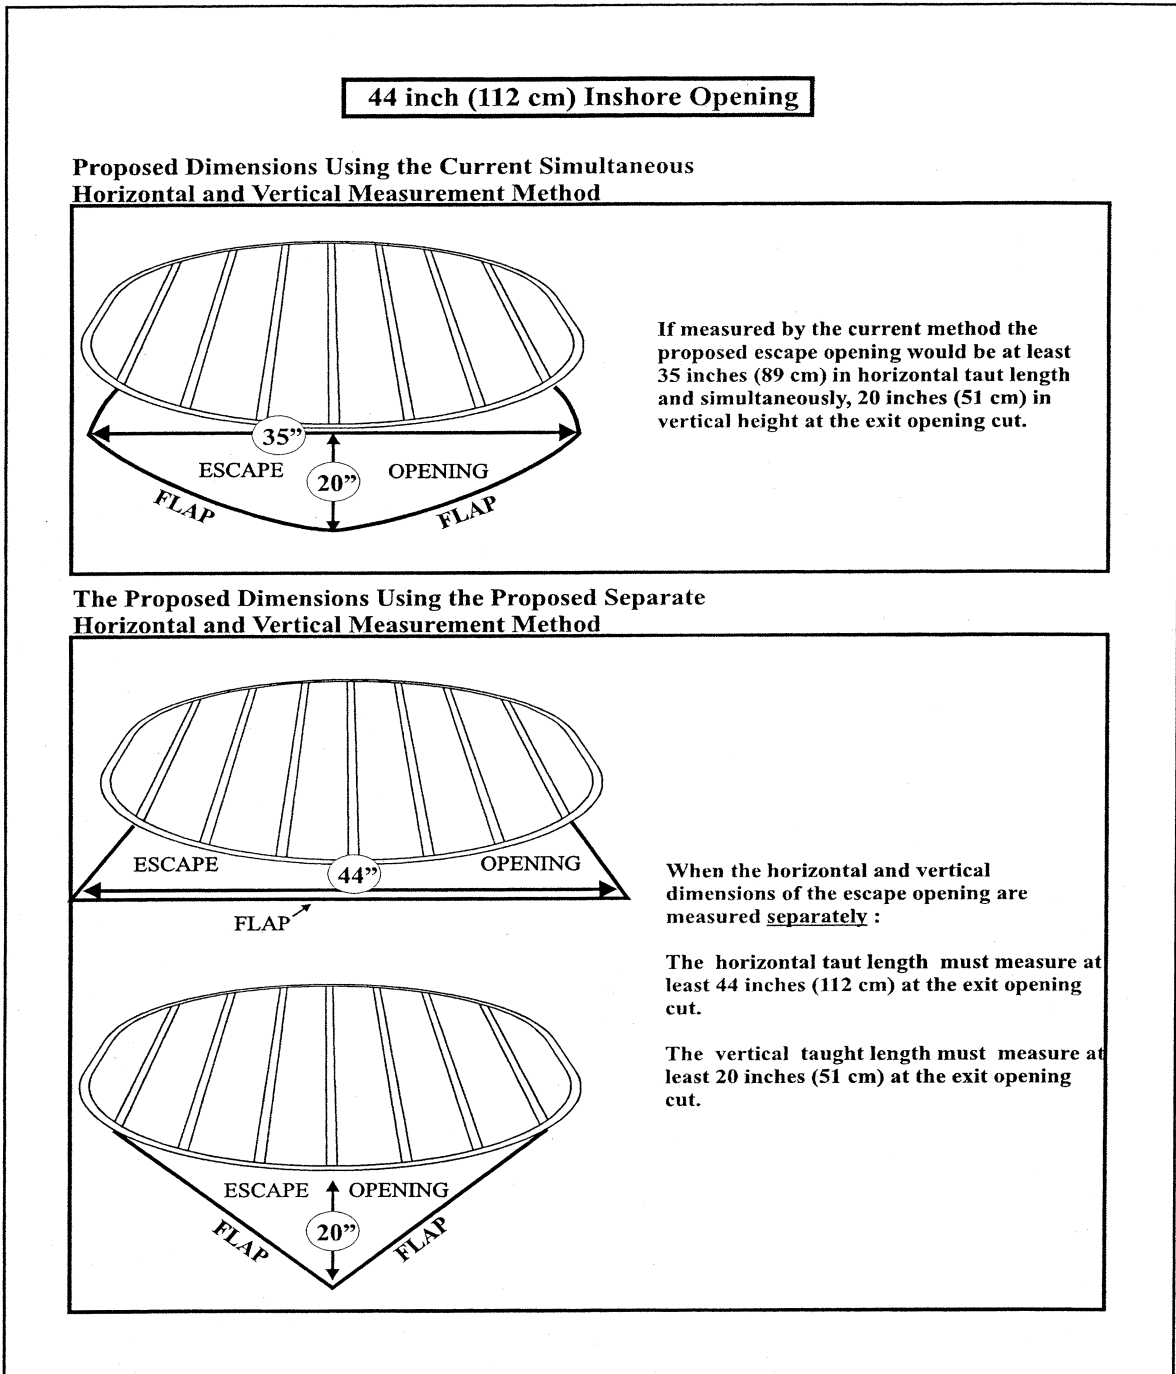 44 inch (112 cm) Inshore Opening
Proposed Dimensions Using the Current Simultaneous
Horizontal and Vertical Measurement Method
If measured by the current method the
proposed escape opening would be at least
35 inches (89 cm) in horizontal taut length
and simultaneously, 20 inches (51 cm) in
vertical height at the exit opening cut.
35”
ESCAPE OPENING
20”
FLAP FLAP
The Proposed Dimensions Using the Proposed Separate
Horizontal and Vertical Measurement Method
ESCAPE OPENING
44”
FLAP
When the horizontal and vertical
dimensions of the escape opening are
measured separately :
The horizontal taut length must measure at
least 44 inches (112 cm) at the exit opening
cut.
The vertical taught length must measure at
least 20 inches (51 cm) at the exit opening
cut.
ESCAPE OPENING
20”
FLAP FLAP